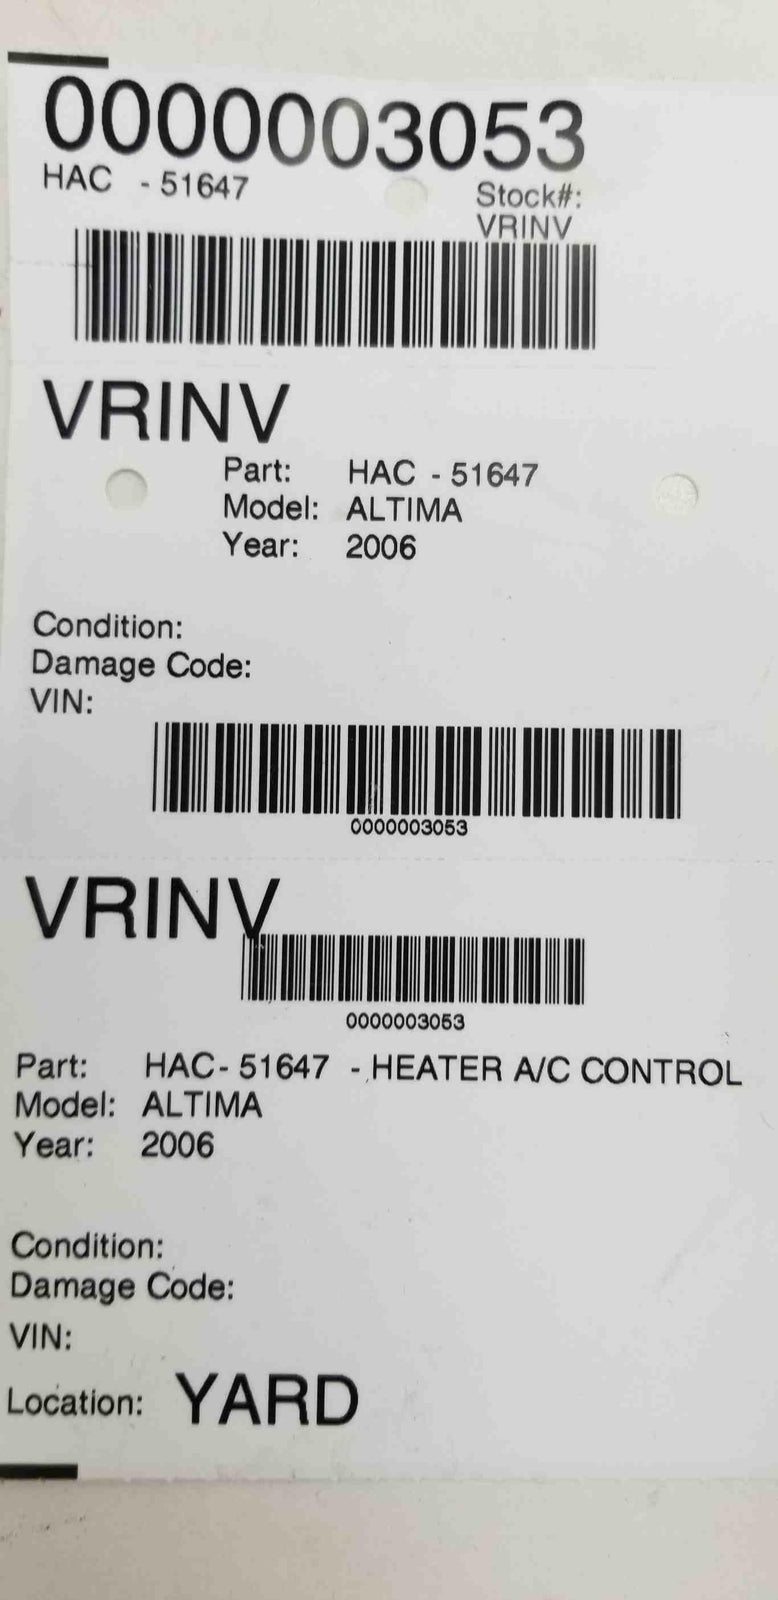 0000003053
HAC - 51647
Stock#:
VRINV
VRINV
Part: HAC - 51647
Model: ALTIMA
Year: 2006
Condition:
Damage Code:
VIN:
0000003053
VRINV
0000003053
Part: HAC- 51647 - HEATER A/C CONTROL
Model: ALTIMA
Year: 2006
Condition:
Damage Code:
VIN:
Location: YARD